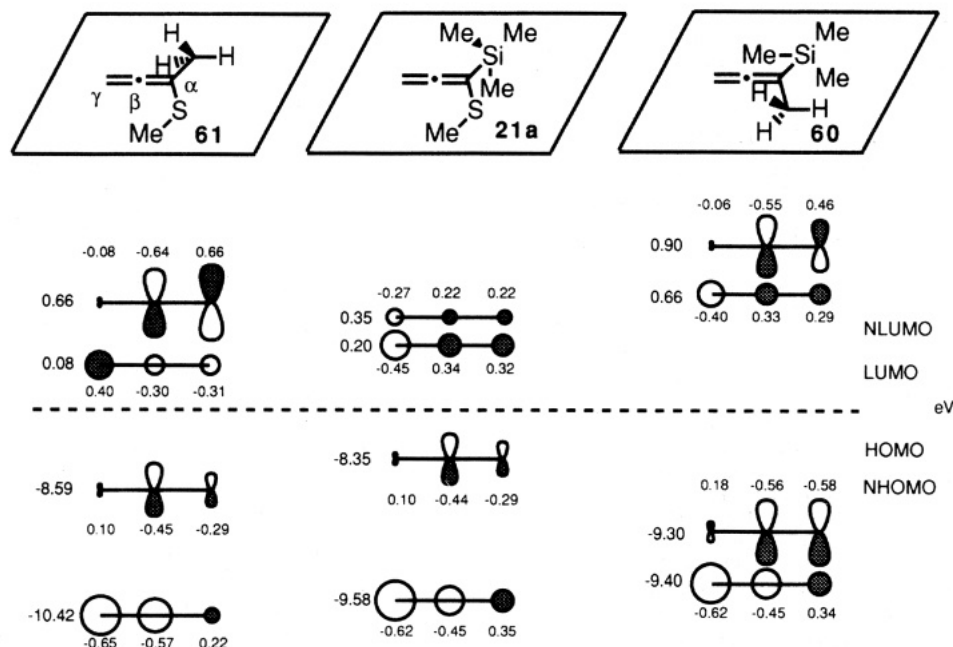 H
H
H
γ
β
α
S
Me
61
Me
Me
Si
Me
S
Me
21a
Me
Me
Si
Me
H
H
H
60
-0.06 -0.55 0.46
0.90
-0.08 -0.64 0.66
0.66
-0.27 0.22 0.22
0.35
0.66
-0.40 0.33 0.29
NLUMO
0.20
-0.45 0.34 0.32
0.08
0.40 -0.30 -0.31
LUMO
eV
HOMO
-8.35
0.10 -0.44 -0.29
-8.59
0.10 -0.45 -0.29
NHOMO
0.18 -0.56 -0.58
-9.30
-9.40
-0.62 -0.45 0.34
-9.58
-0.62 -0.45 0.35
-10.42
-0.65 -0.57 0.22